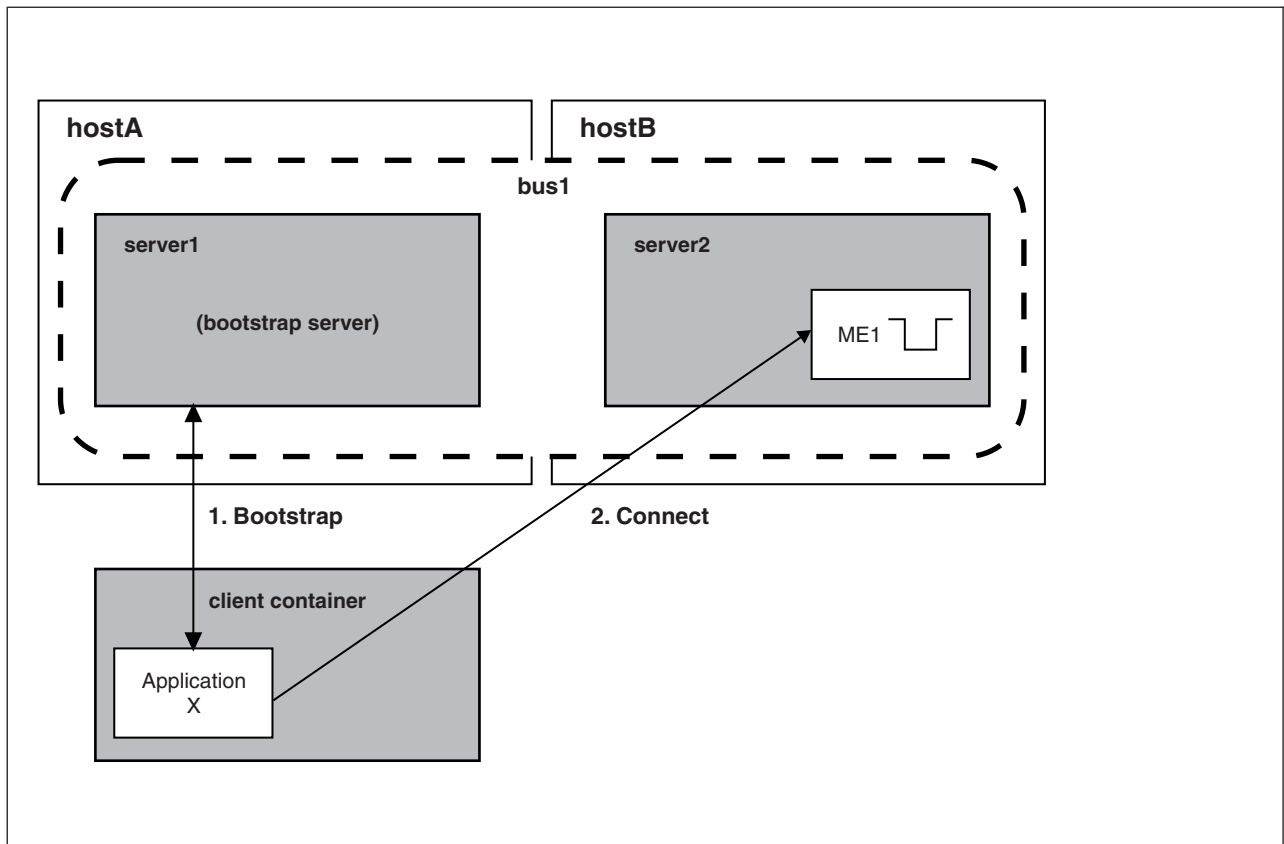 hostA
hostB
bus1
server1
server2
(bootstrap server)
ME1
1. Bootstrap
2. Connect
client container
Application
X